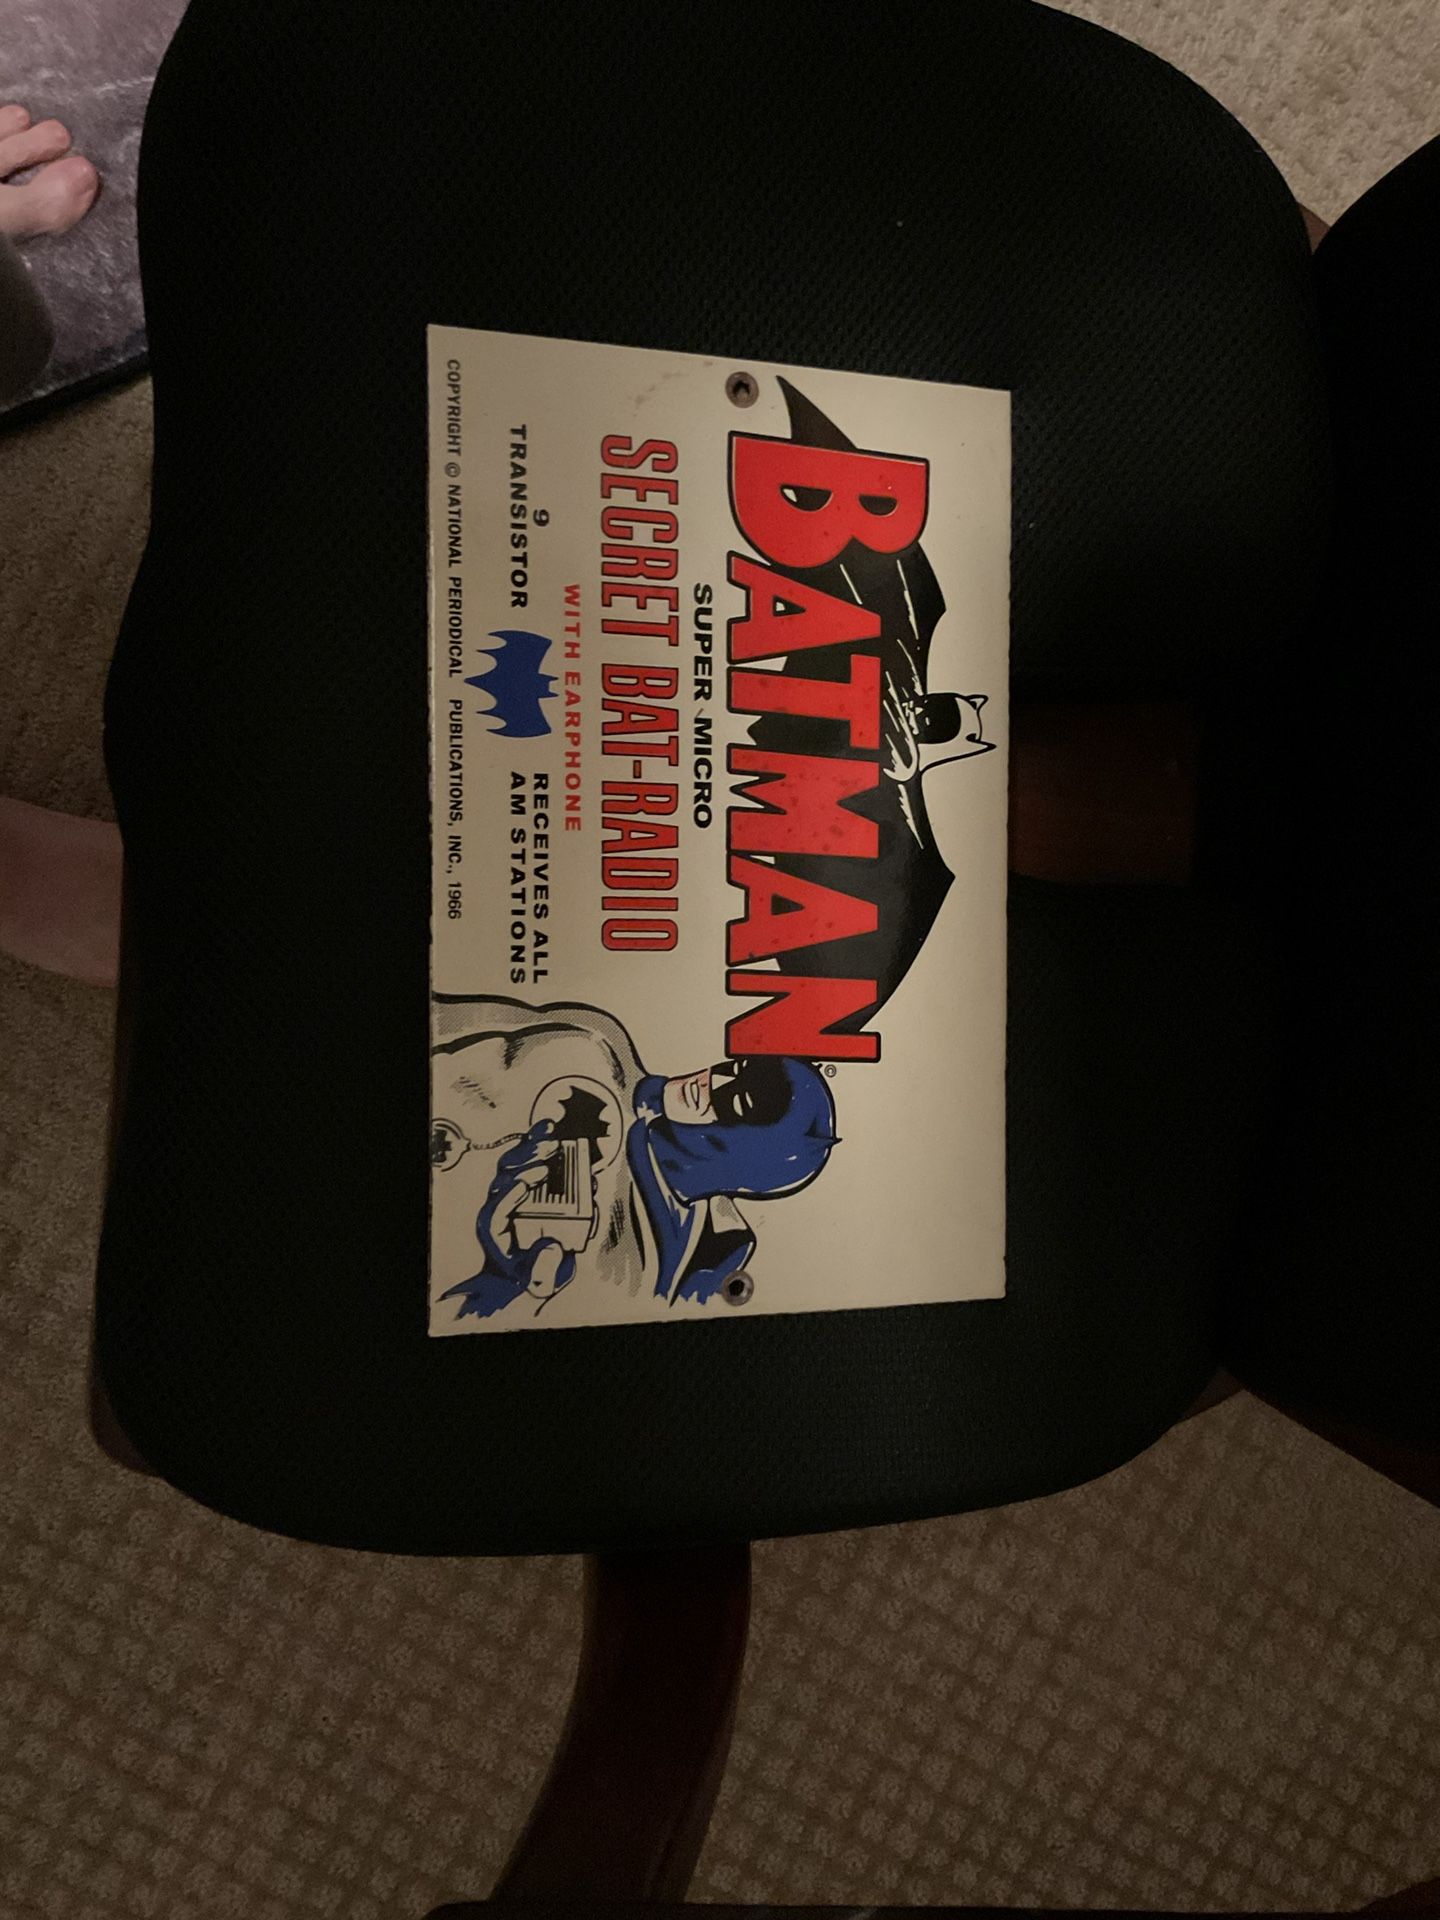 BATMAN ©
SUPER MICRO
SECRET BAT-RADIO
WITH EARPHONE
9
TRANSISTOR
RECEIVES ALL
AM STATIONS
COPYRIGHT © NATIONAL PERIODICAL PUBLICATIONS, INC., 1966